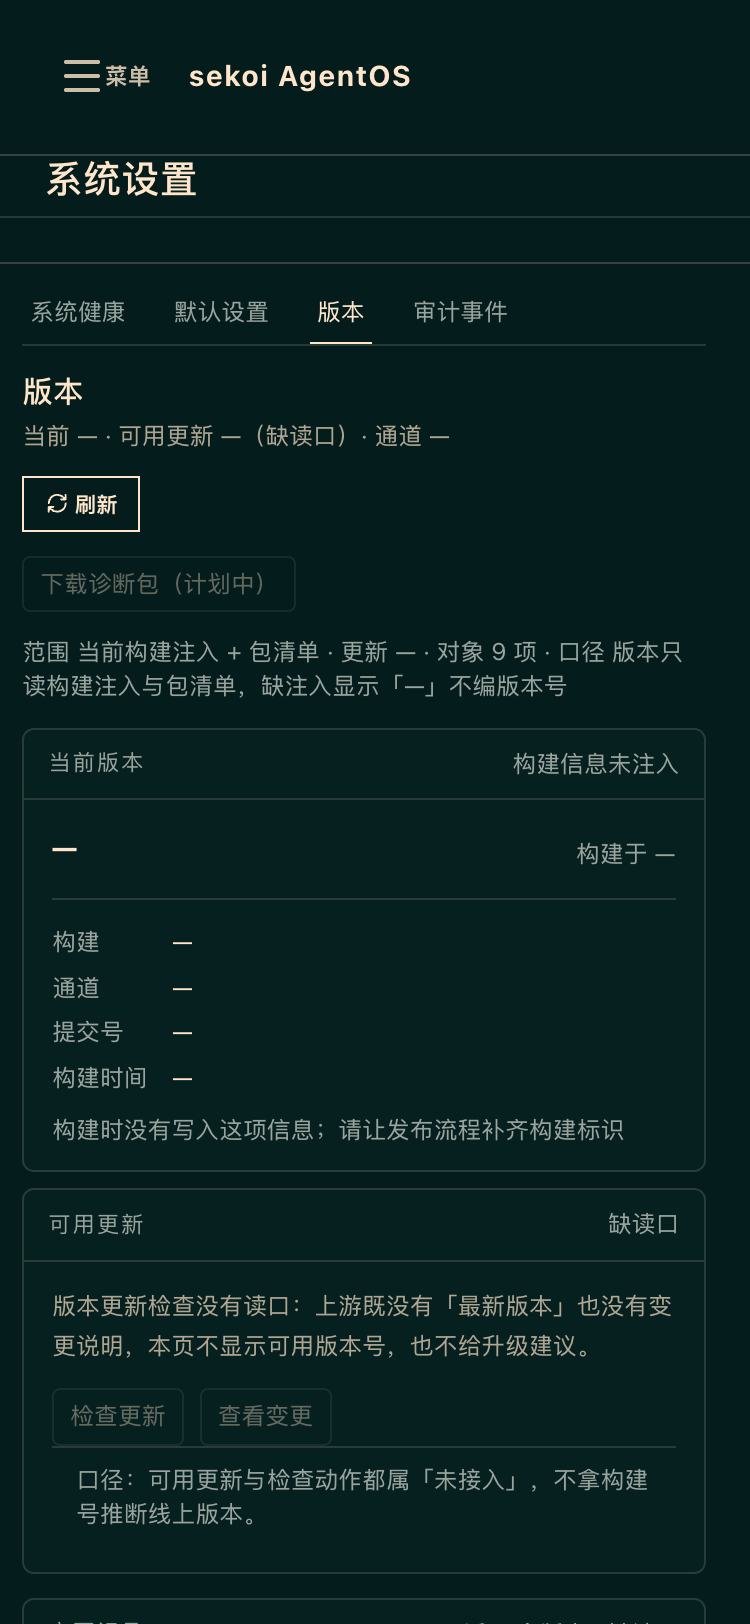 菜单 sekoi AgentOS
系统设置
系统健康 默认设置 版本 审计事件
版本
当前 — · 可用更新 —（缺读口）· 通道 —
刷新
下载诊断包（计划中）
范围 当前构建注入 + 包清单 · 更新 — · 对象 9 项 · 口径 版本只
读构建注入与包清单，缺注入显示「—」不编版本号
当前版本 构建信息未注入
— 构建于 —
构建 —
通道 —
提交号 —
构建时间 —
构建时没有写入这项信息；请让发布流程补齐构建标识
可用更新 缺读口
版本更新检查没有读口：上游既没有「最新版本」也没有变
更说明，本页不显示可用版本号，也不给升级建议。
检查更新 查看变更
口径：可用更新与检查动作都属「未接入」，不拿构建
号推断线上版本。